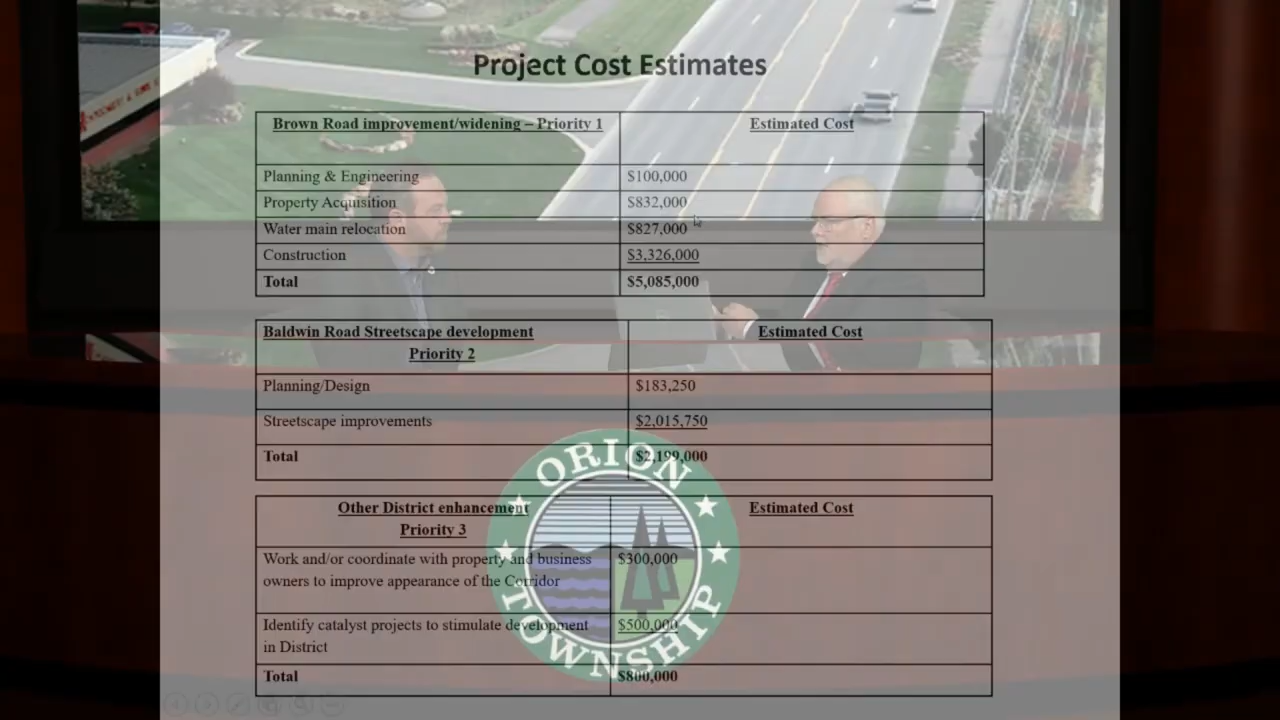 Project Cost Estimates
Brown Road improvement/widening – Priority 1
Estimated Cost
Planning & Engineering
$100,000
Property Acquisition
$832,000
Water main relocation
$827,000
Construction
$3,326,000
Total
$5,085,000
Baldwin Road Streetscape development
Priority 2
Estimated Cost
Planning/Design
$183,250
Streetscape improvements
$2,015,750
Total
$2,199,000
Other District enhancement
Priority 3
Estimated Cost
Work and/or coordinate with property and business
owners to improve appearance of the Corridor
$300,000
Identify catalyst projects to stimulate development
in District
$500,000
Total
$800,000
ORION
TOWNSHIP